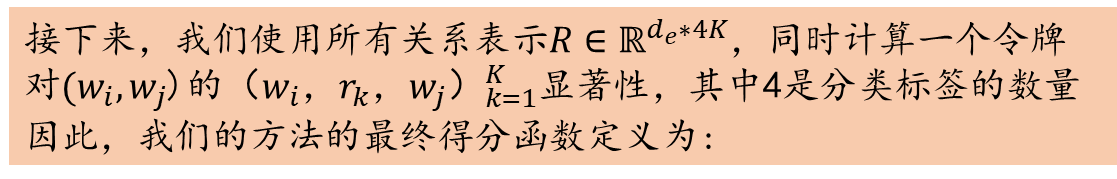 接下来，我们使用所有关系表示𝑅 ∈ ℝ^{𝑑_𝑒∗4𝐾}，同时计算一个令牌
对(𝑤_𝑖, 𝑤_𝑗)的（𝑤_𝑖，𝑟_𝑘，𝑤_𝑗）_{𝑘=1}^{𝐾}显著性，其中4是分类标签的数量
因此，我们的方法的最终得分函数定义为：